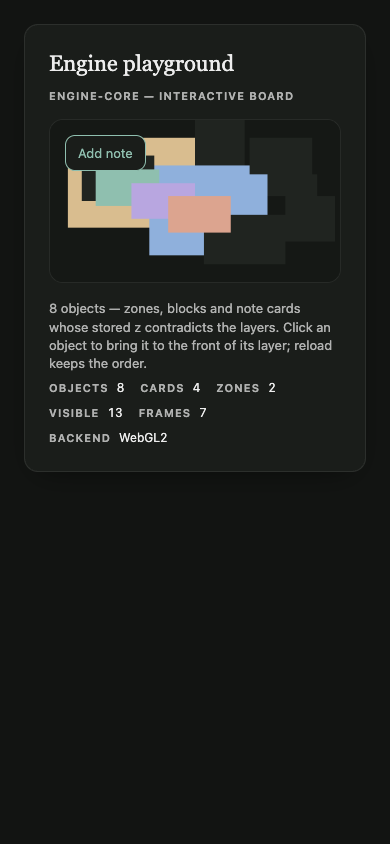 Engine playground
ENGINE-CORE — INTERACTIVE BOARD
Add note
8 objects — zones, blocks and note cards
whose stored z contradicts the layers. Click an
object to bring it to the front of its layer; reload
keeps the order.
OBJECTS 8 CARDS 4 ZONES 2
VISIBLE 13 FRAMES 7
BACKEND WebGL2